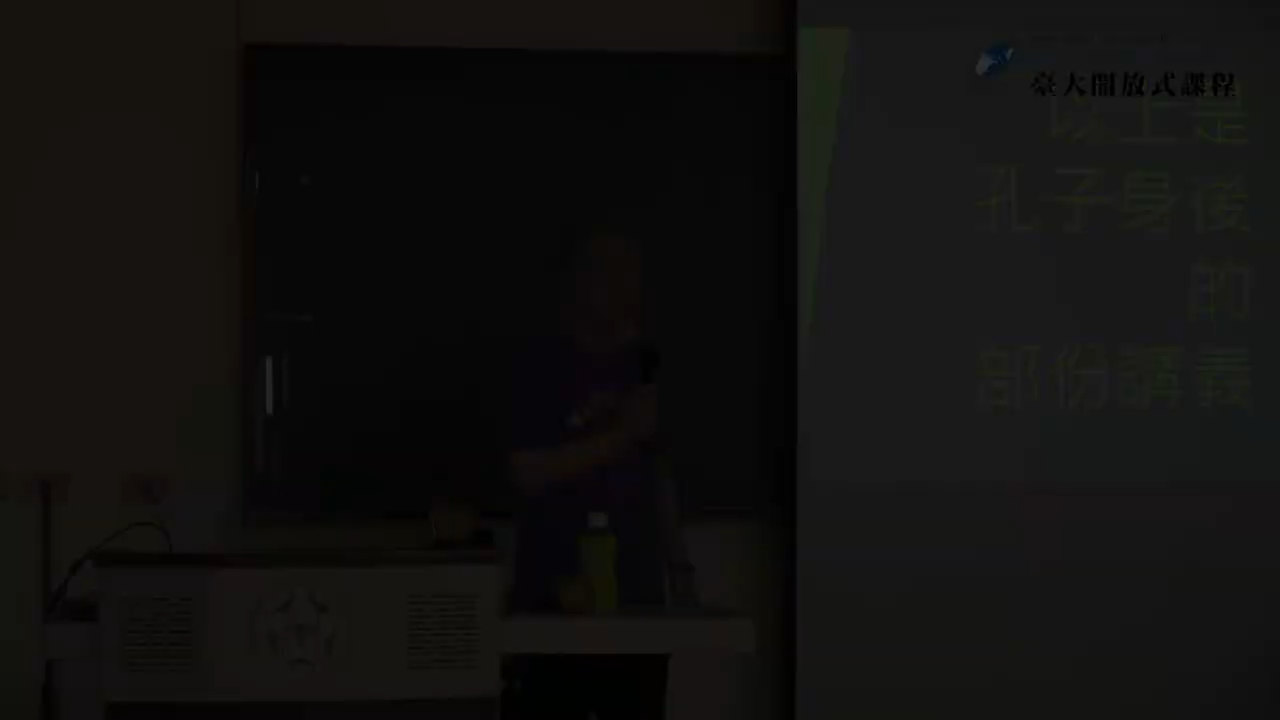 臺大開放式課程
以上是
孔子身後
的
部份講義